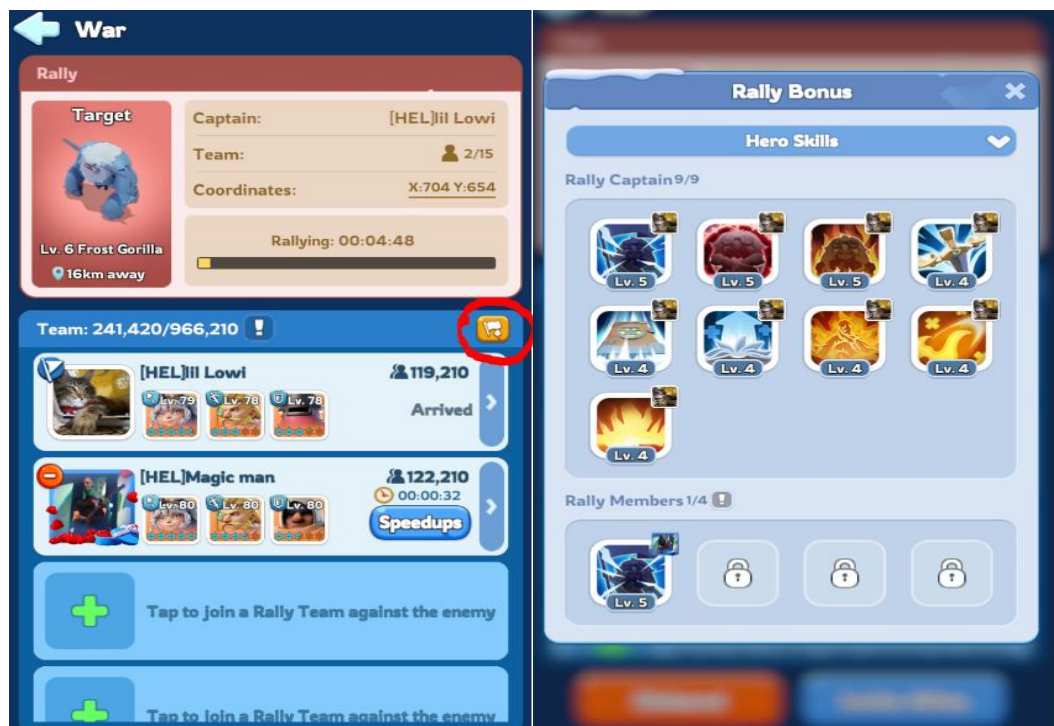 War
Rally
Target
Lv. 6 Frost Gorilla
16km away
Captain: [HEL]lil Lowi
Team: 2/15
Coordinates: X:704 Y:654
Rallying: 00:04:48
Team: 241,420/966,210 !
[HEL]lil Lowi 119,210
Lv. 79 Lv. 78 Lv. 78 Arrived
[HEL]Magic man 122,210
00:00:32
Lv. 80 Lv. 80 Lv. 80 Speedups
Tap to join a Rally Team against the enemy
Tap to join a Rally Team against the enemy
Rally Bonus
Hero Skills
Rally Captain 9/9
Lv. 5 Lv. 5 Lv. 5 Lv. 4
Lv. 4 Lv. 4 Lv. 4 Lv. 4
Lv. 4
Rally Members 1/4 !
Lv. 5